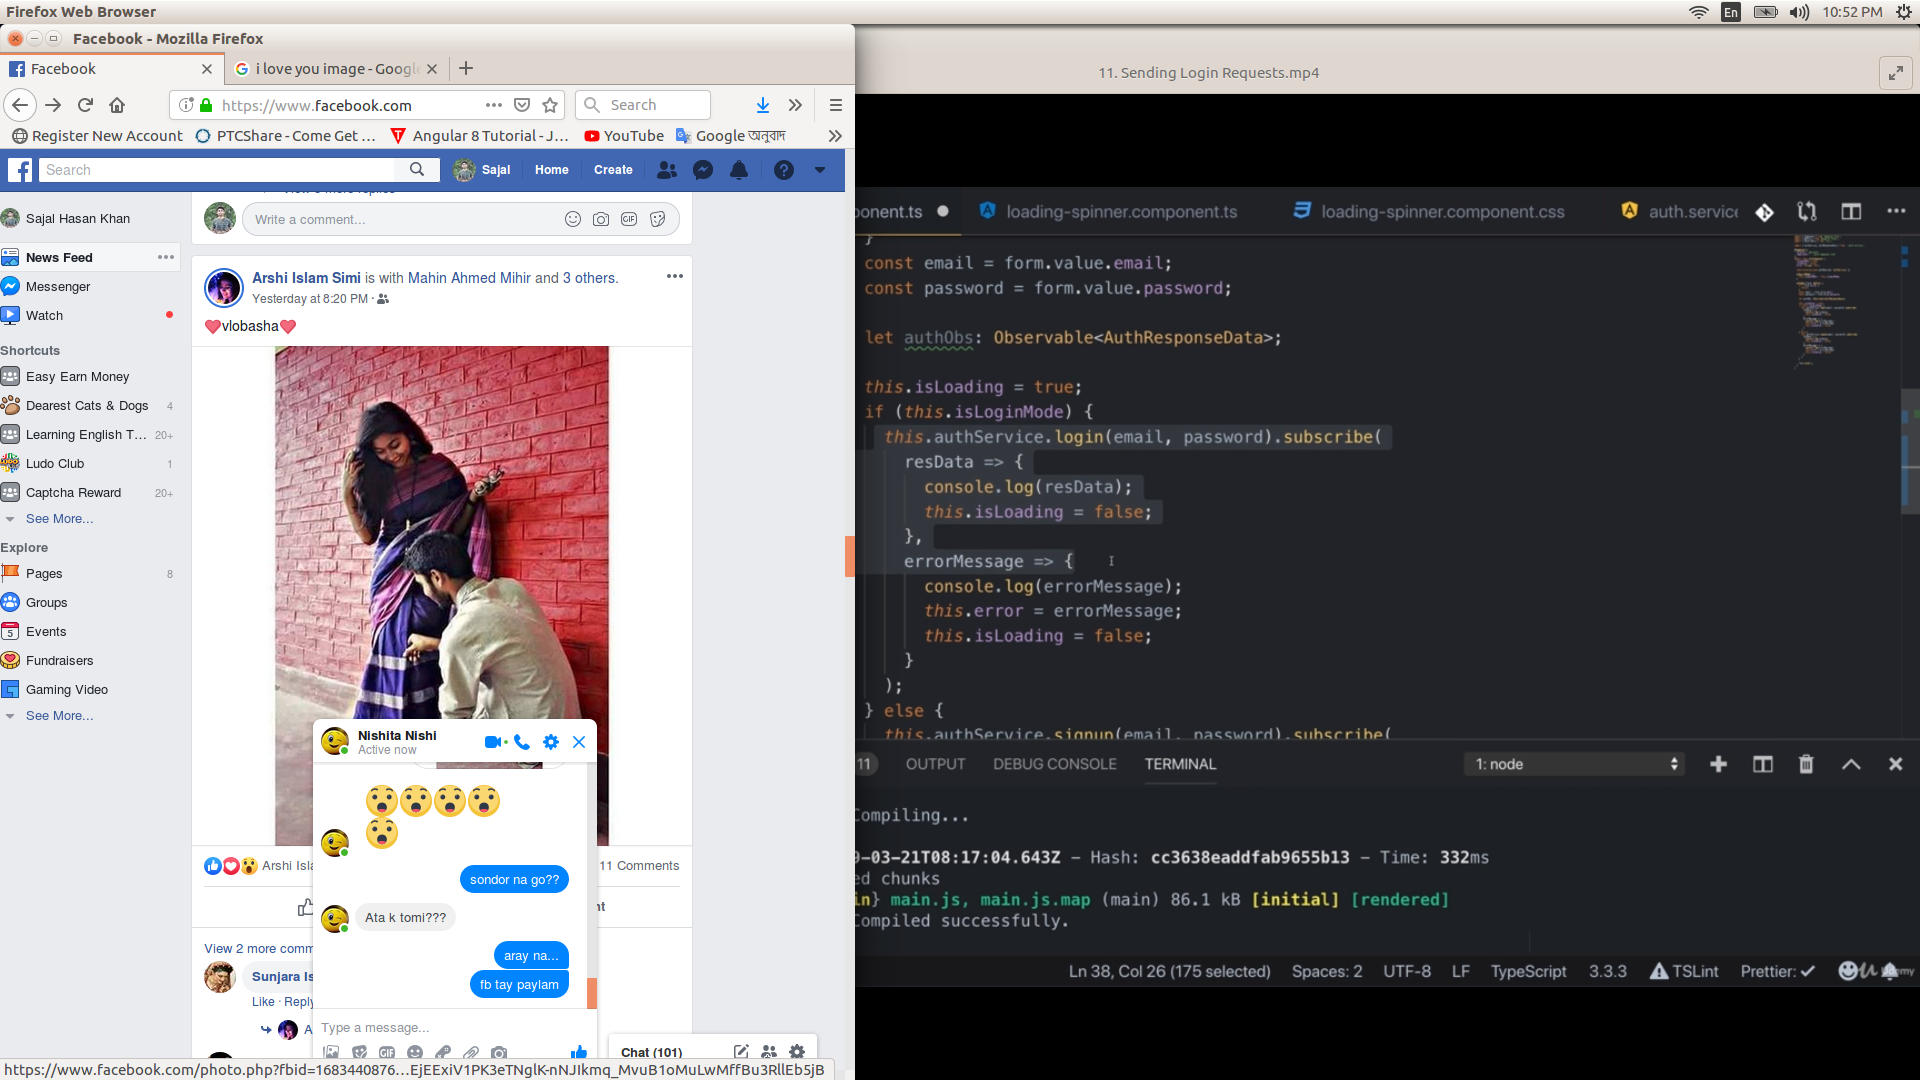 Firefox Web Browser
En
10:52 PM
Facebook - Mozilla Firefox
Facebook
i love you image - Googl
https://www.facebook.com
Search
Register New Account
PTCShare - Come Get ...
Angular 8 Tutorial - J...
YouTube
Google অনুবাদ
Search
Sajal
Home
Create
Sajal Hasan Khan
News Feed
Messenger
Watch
Shortcuts
Easy Earn Money
Dearest Cats & Dogs 4
Learning English T... 20+
Ludo Club 1
Captcha Reward 20+
See More...
Explore
Pages 8
Groups
Events
Fundraisers
Gaming Video
See More...
Write a comment...
GIF
Arshi Islam Simi is with Mahin Ahmed Mihir and 3 others.
Yesterday at 8:20 PM ·
❤vlobasha❤
Arshi Isla
11 Comments
nt
View 2 more comm
Sunjara Is
Like · Reply
A
Nishita Nishi
Active now
😮😮😮😮
😮
sondor na go??
Ata k tomi???
aray na...
fb tay paylam
Type a message...
GIF
Chat (101)
https://www.facebook.com/photo.php?fbid=1683440876...EjEExiV1PK3eTNglK-nNJIkmq_MvuB1oMuLwMffBu3RllEb5jB
11. Sending Login Requests.mp4
onent.ts
loading-spinner.component.ts
loading-spinner.component.css
auth.service
}
const email = form.value.email;
const password = form.value.password;
let authObs: Observable<AuthResponseData>;
this.isLoading = true;
if (this.isLoginMode) {
this.authService.login(email, password).subscribe(
resData => {
console.log(resData);
this.isLoading = false;
},
errorMessage => {
console.log(errorMessage);
this.error = errorMessage;
this.isLoading = false;
}
);
} else {
this.authService.signup(email, password).subscribe(
11
OUTPUT
DEBUG CONSOLE
TERMINAL
1: node
Compiling...
9-03-21T08:17:04.643Z - Hash: cc3638eaddfab9655b13 - Time: 332ms
ed chunks
in} main.js, main.js.map (main) 86.1 kB [initial] [rendered]
Compiled successfully.
Ln 38, Col 26 (175 selected)
Spaces: 2
UTF-8
LF
TypeScript
3.3.3
TSLint
Prettier: ✓